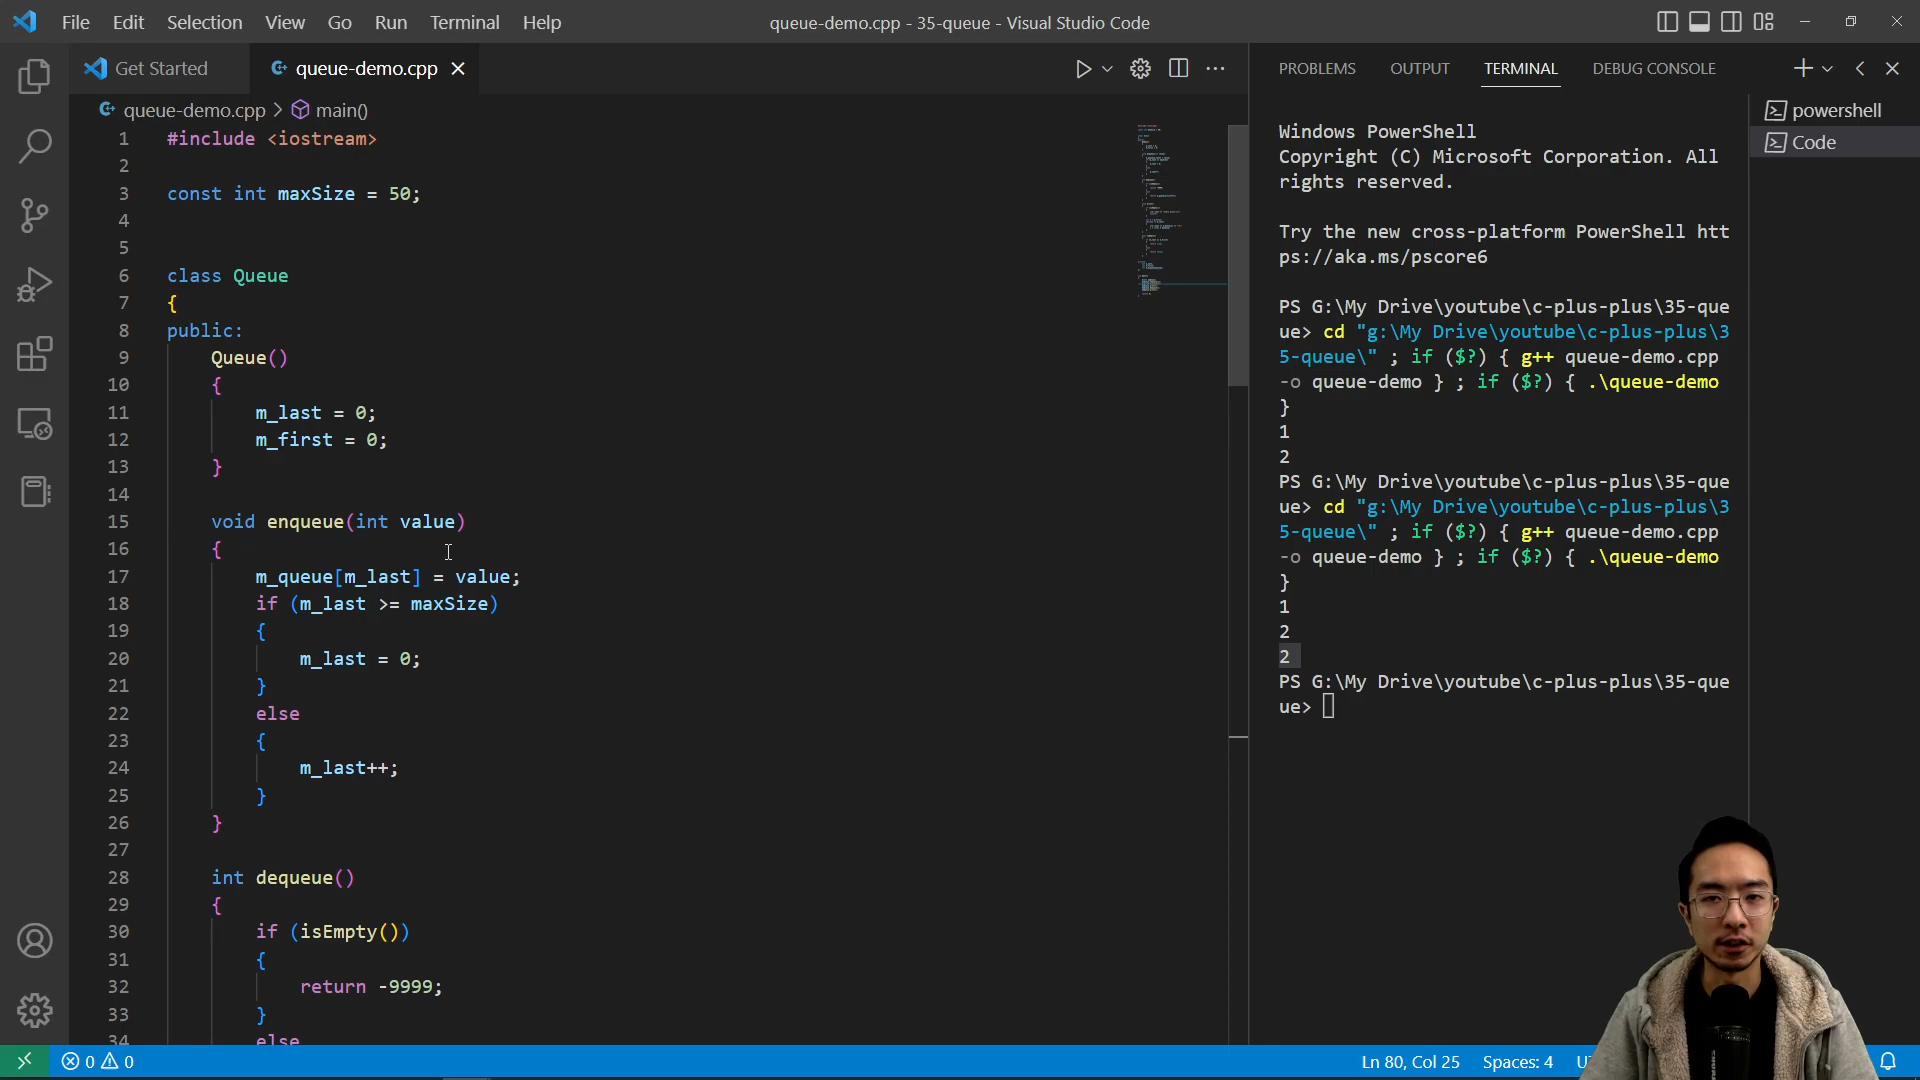 File Edit Selection View Go Run Terminal Help
queue-demo.cpp - 35-queue - Visual Studio Code
Get Started
queue-demo.cpp
queue-demo.cpp > main()
1 #include <iostream>
2
3 const int maxSize = 50;
4
5
6 class Queue
7 {
8 public:
9 Queue()
10 {
11 m_last = 0;
12 m_first = 0;
13 }
14
15 void enqueue(int value)
16 {
17 m_queue[m_last] = value;
18 if (m_last >= maxSize)
19 {
20 m_last = 0;
21 }
22 else
23 {
24 m_last++;
25 }
26 }
27
28 int dequeue()
29 {
30 if (isEmpty())
31 {
32 return -9999;
33 }
34 else
PROBLEMS OUTPUT TERMINAL DEBUG CONSOLE
powershell
Code
Windows PowerShell
Copyright (C) Microsoft Corporation. All
rights reserved.
Try the new cross-platform PowerShell htt
ps://aka.ms/pscore6
PS G:\My Drive\youtube\c-plus-plus\35-que
ue> cd "g:\My Drive\youtube\c-plus-plus\3
5-queue\" ; if ($?) { g++ queue-demo.cpp
-o queue-demo } ; if ($?) { .\queue-demo
}
1
2
PS G:\My Drive\youtube\c-plus-plus\35-que
ue> cd "g:\My Drive\youtube\c-plus-plus\3
5-queue\" ; if ($?) { g++ queue-demo.cpp
-o queue-demo } ; if ($?) { .\queue-demo
}
1
2
2
PS G:\My Drive\youtube\c-plus-plus\35-que
ue>
0 0
Ln 80, Col 25 Spaces: 4